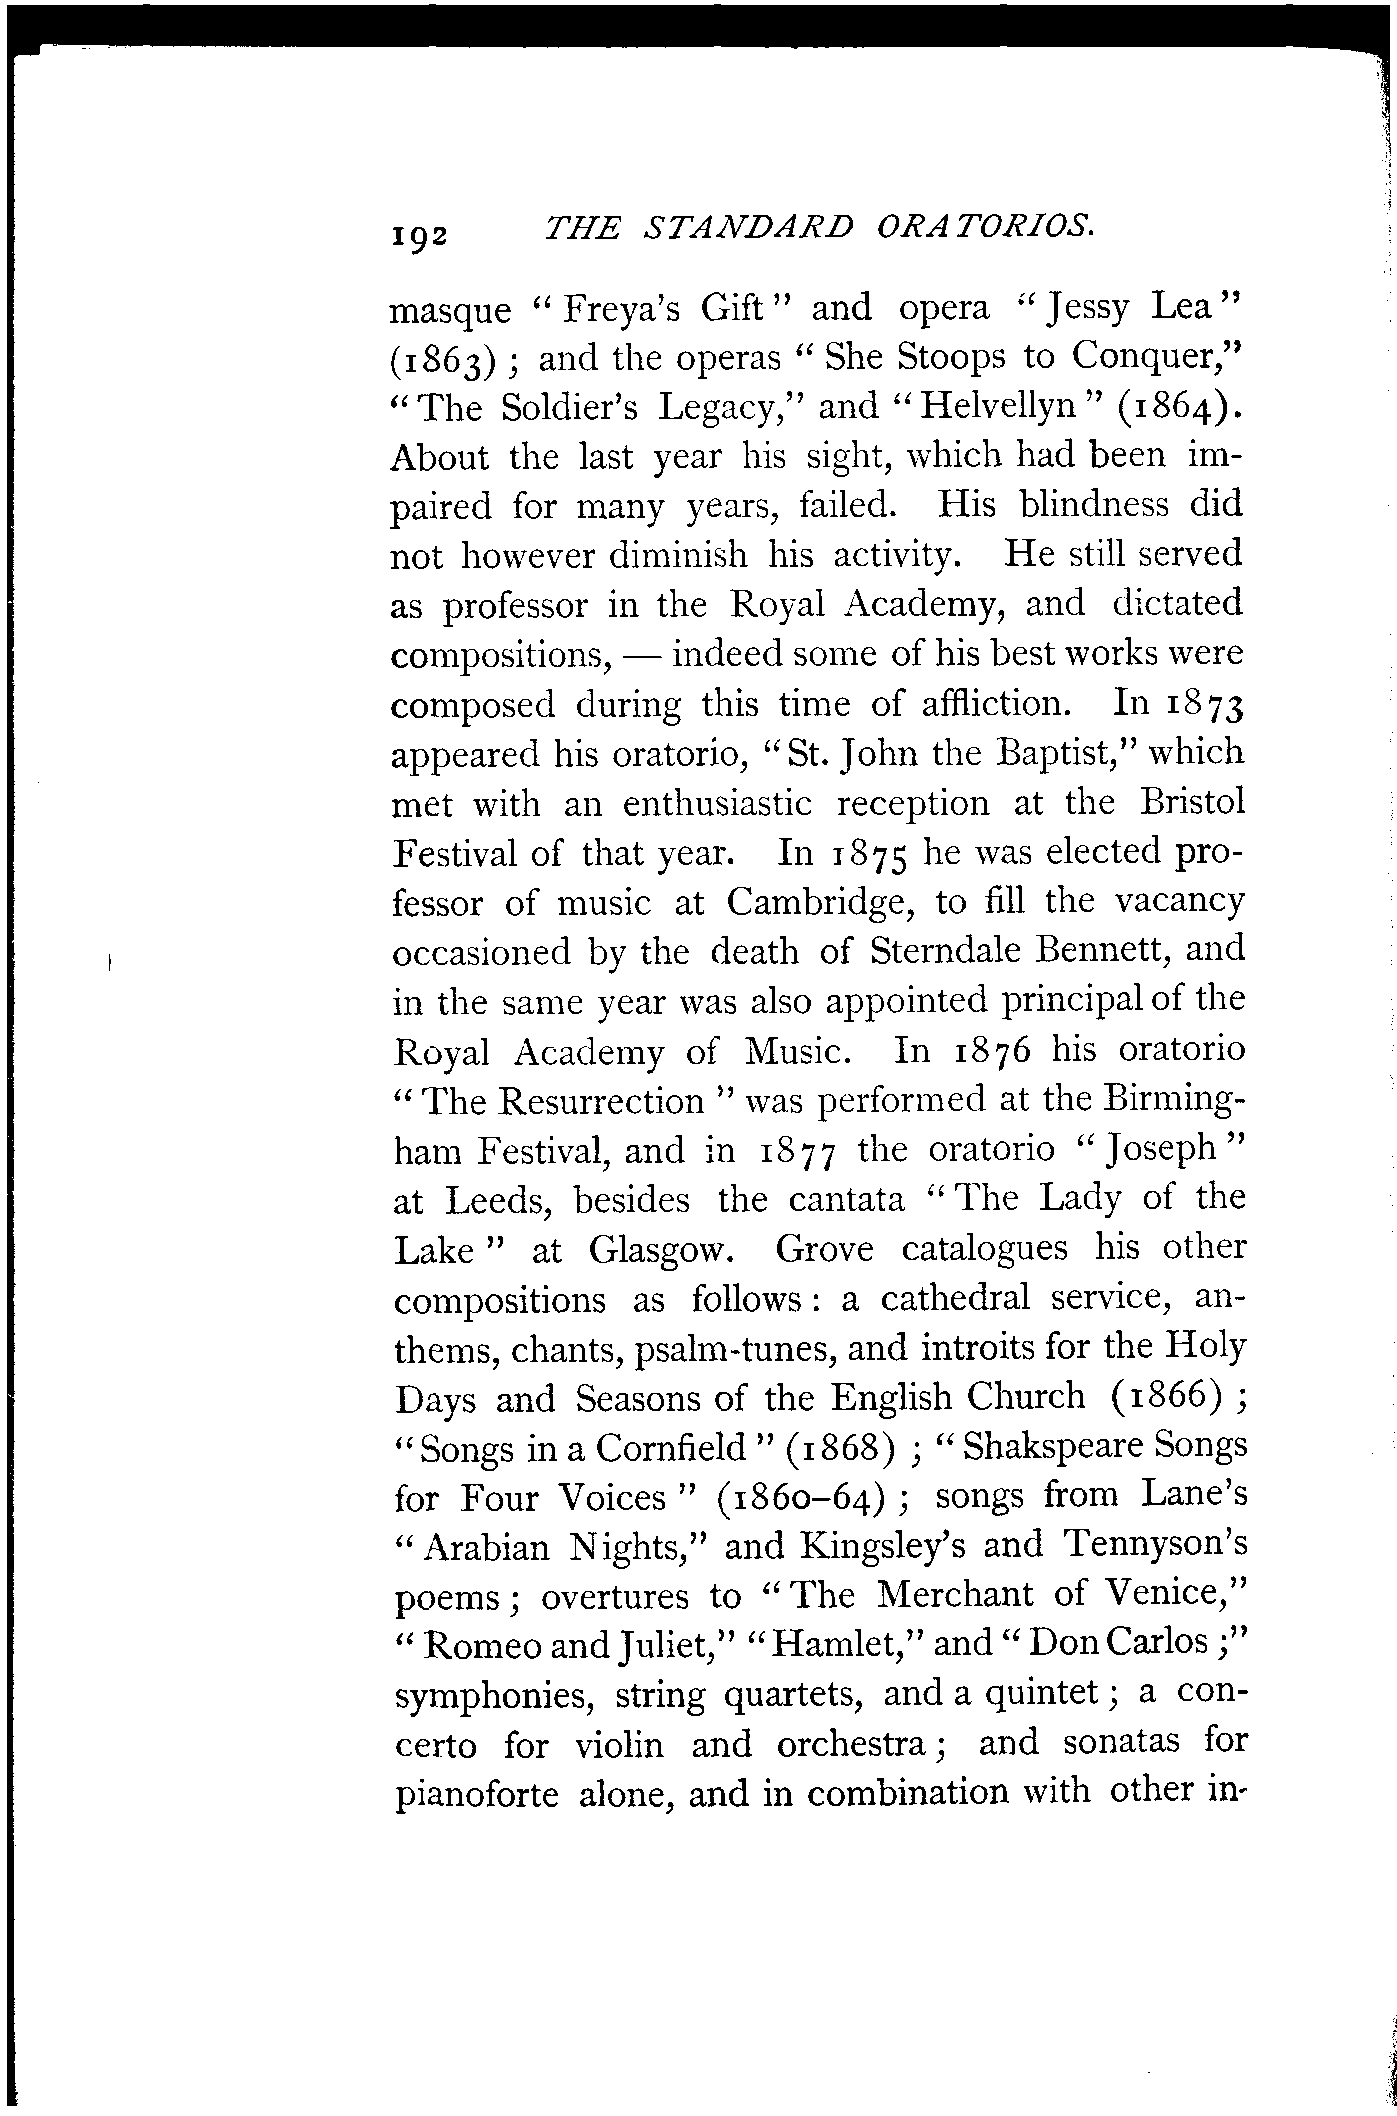 192 THE STANDARD ORATORIOS.
masque " Freya's Gift " and opera " Jessy Lea "
(1863) ; and the operas " She Stoops to Conquer,"
" The Soldier's Legacy," and " Helvellyn " (1864).
About the last year his sight, which had been im-
paired for many years, failed. His blindness did
not however diminish his activity. He still served
as professor in the Royal Academy, and dictated
compositions, — indeed some of his best works were
composed during this time of affliction. In 1873
appeared his oratorio, " St. John the Baptist," which
met with an enthusiastic reception at the Bristol
Festival of that year. In 1875 he was elected pro-
fessor of music at Cambridge, to fill the vacancy
occasioned by the death of Sterndale Bennett, and
in the same year was also appointed principal of the
Royal Academy of Music. In 1876 his oratorio
" The Resurrection " was performed at the Birming-
ham Festival, and in 1877 the oratorio " Joseph "
at Leeds, besides the cantata " The Lady of the
Lake " at Glasgow. Grove catalogues his other
compositions as follows : a cathedral service, an-
thems, chants, psalm-tunes, and introits for the Holy
Days and Seasons of the English Church (1866) ;
" Songs in a Cornfield " (1868) ; " Shakspeare Songs
for Four Voices " (1860–64) ; songs from Lane's
" Arabian Nights," and Kingsley's and Tennyson's
poems ; overtures to " The Merchant of Venice,"
" Romeo and Juliet," " Hamlet," and " Don Carlos ;"
symphonies, string quartets, and a quintet ; a con-
certo for violin and orchestra ; and sonatas for
pianoforte alone, and in combination with other in-